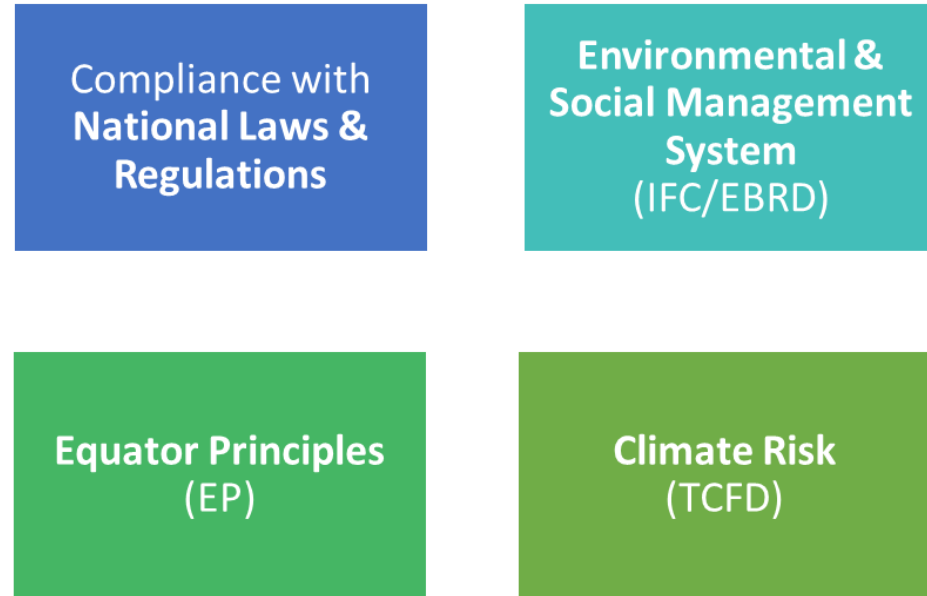 Compliance with
National Laws &
Regulations
Environmental &
Social Management
System
(IFC/EBRD)
Equator Principles
(EP)
Climate Risk
(TCFD)